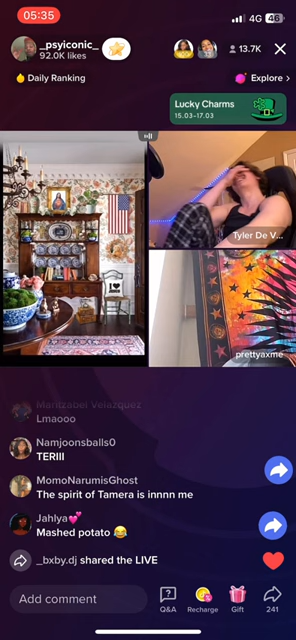 05:35
4G 46
_psyiconic_
92.0K likes
13.7K
Daily Ranking
Explore >
Lucky Charms
15.03–17.03
I ♥
Tyler De V...
prettyaxme
Maritzabel Velazquez
Lmaooo
Namjoonsballs0
TERIII
MomoNarumisGhost
The spirit of Tamera is innnn me
Jahlya💕
Mashed potato 😂
_bxby.dj shared the LIVE
Add comment
Q&A
Recharge
Gift
241